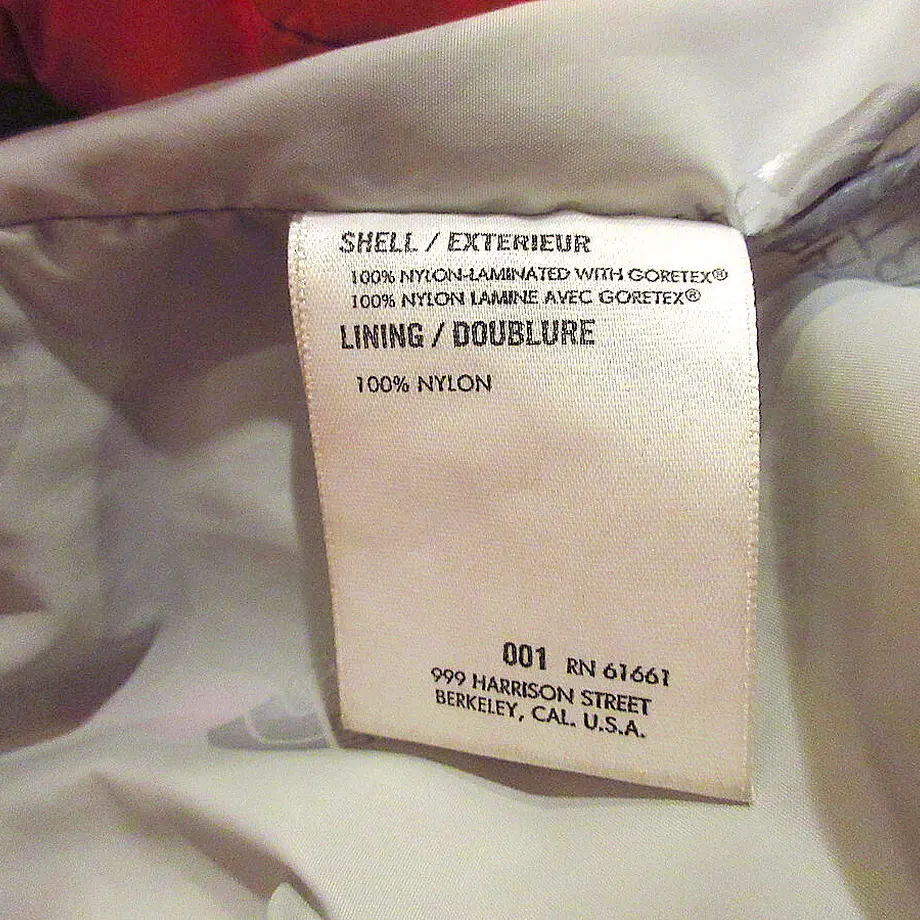 SHELL / EXTERIEUR
100% NYLON-LAMINATED WITH GORETEX®
100% NYLON LAMINE AVEC GORETEX®
LINING / DOUBLURE
100% NYLON
001 RN 61661
999 HARRISON STREET
BERKELEY, CAL. U.S.A.